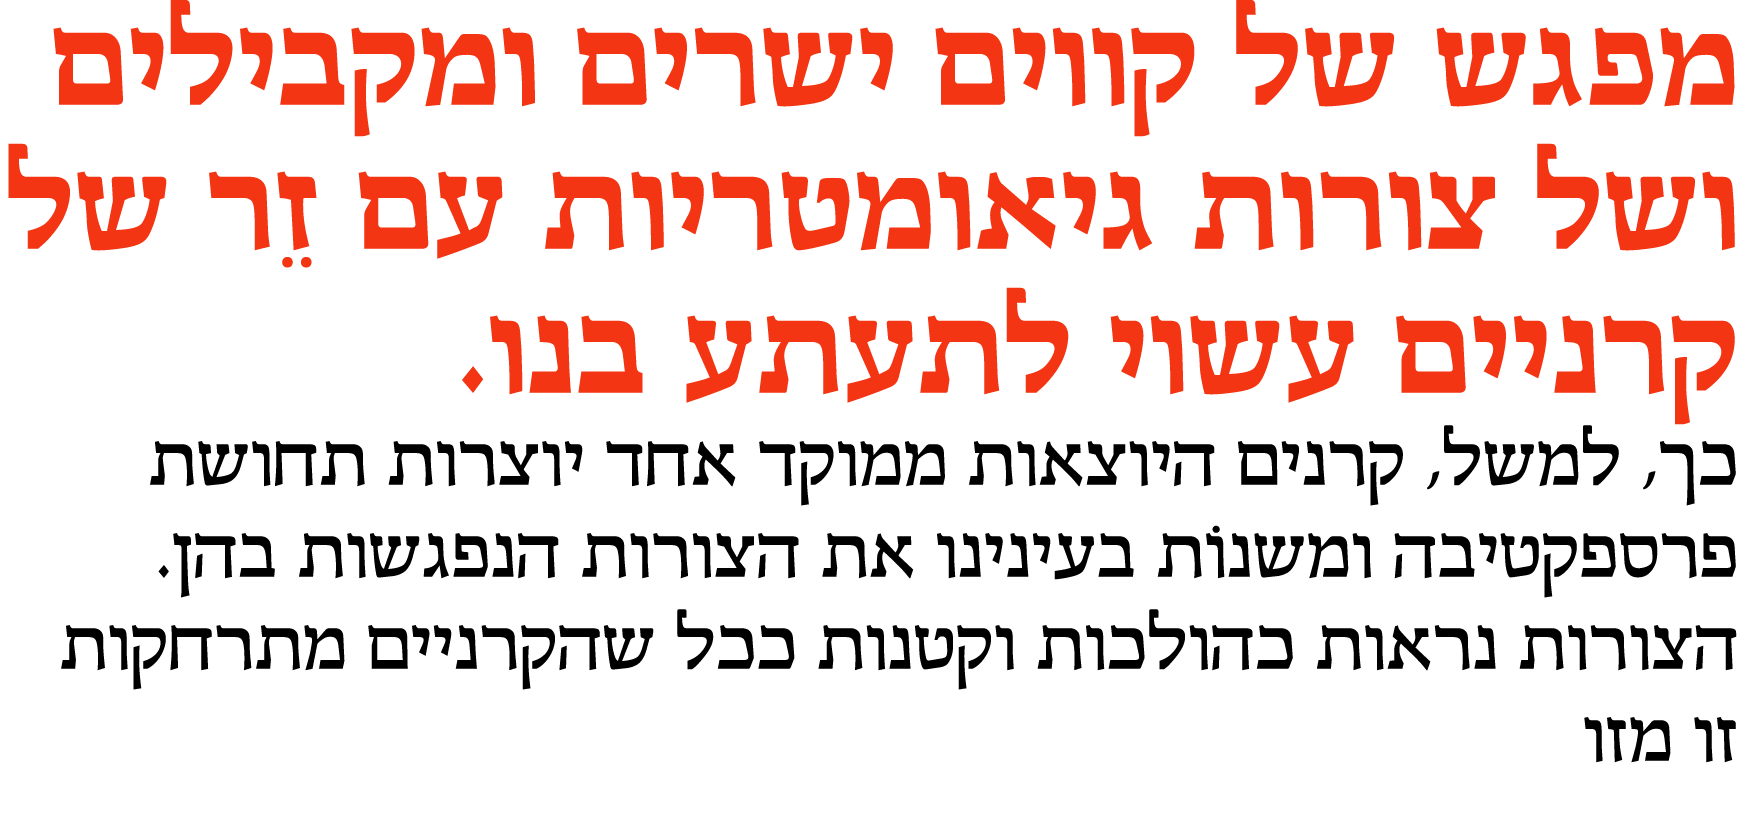 מפגש של קווים ישרים ומקבילים
ושל צורות גיאומטריות עם זֵר של
קרניים עשוי לתעתע בנו.
כך, למשל, קרנים היוצאות ממוקד אחד יוצרות תחושת
פרספקטיבה ומשנוֹת בעינינו את הצורות הנפגשות בהן.
הצורות נראות כהולכות וקטנות ככל שהקרניים מתרחקות
זו מזו